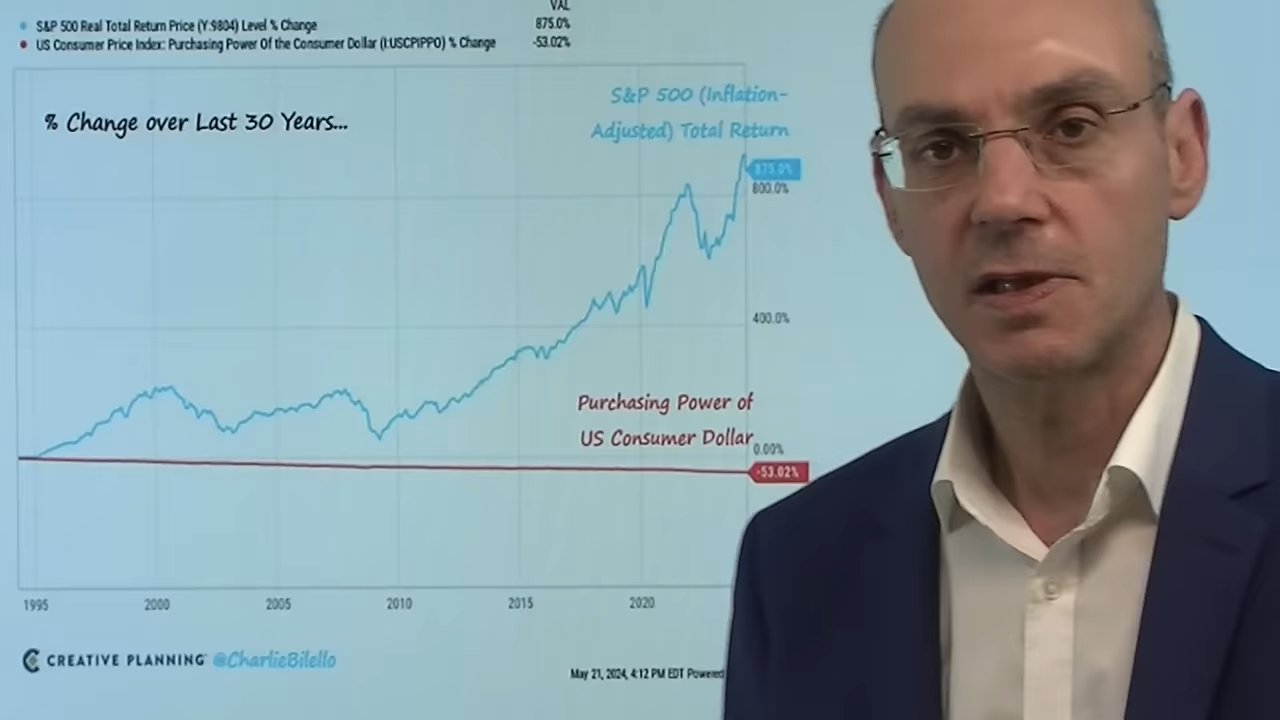 VAL
S&P 500 Real Total Return Price (Y:9804) Level % Change 875.0%
US Consumer Price Index: Purchasing Power Of the Consumer Dollar (I:USCPIPPO) % Change -53.02%
% Change over Last 30 Years...
S&P 500 (Inflation-
Adjusted) Total Return
875.0%
800.0%
400.0%
Purchasing Power of
US Consumer Dollar
0.00%
-53.02%
1995 2000 2005 2010 2015 2020
CREATIVE PLANNING @CharlieBilello
May 21, 2024, 4:12 PM EDT Powered